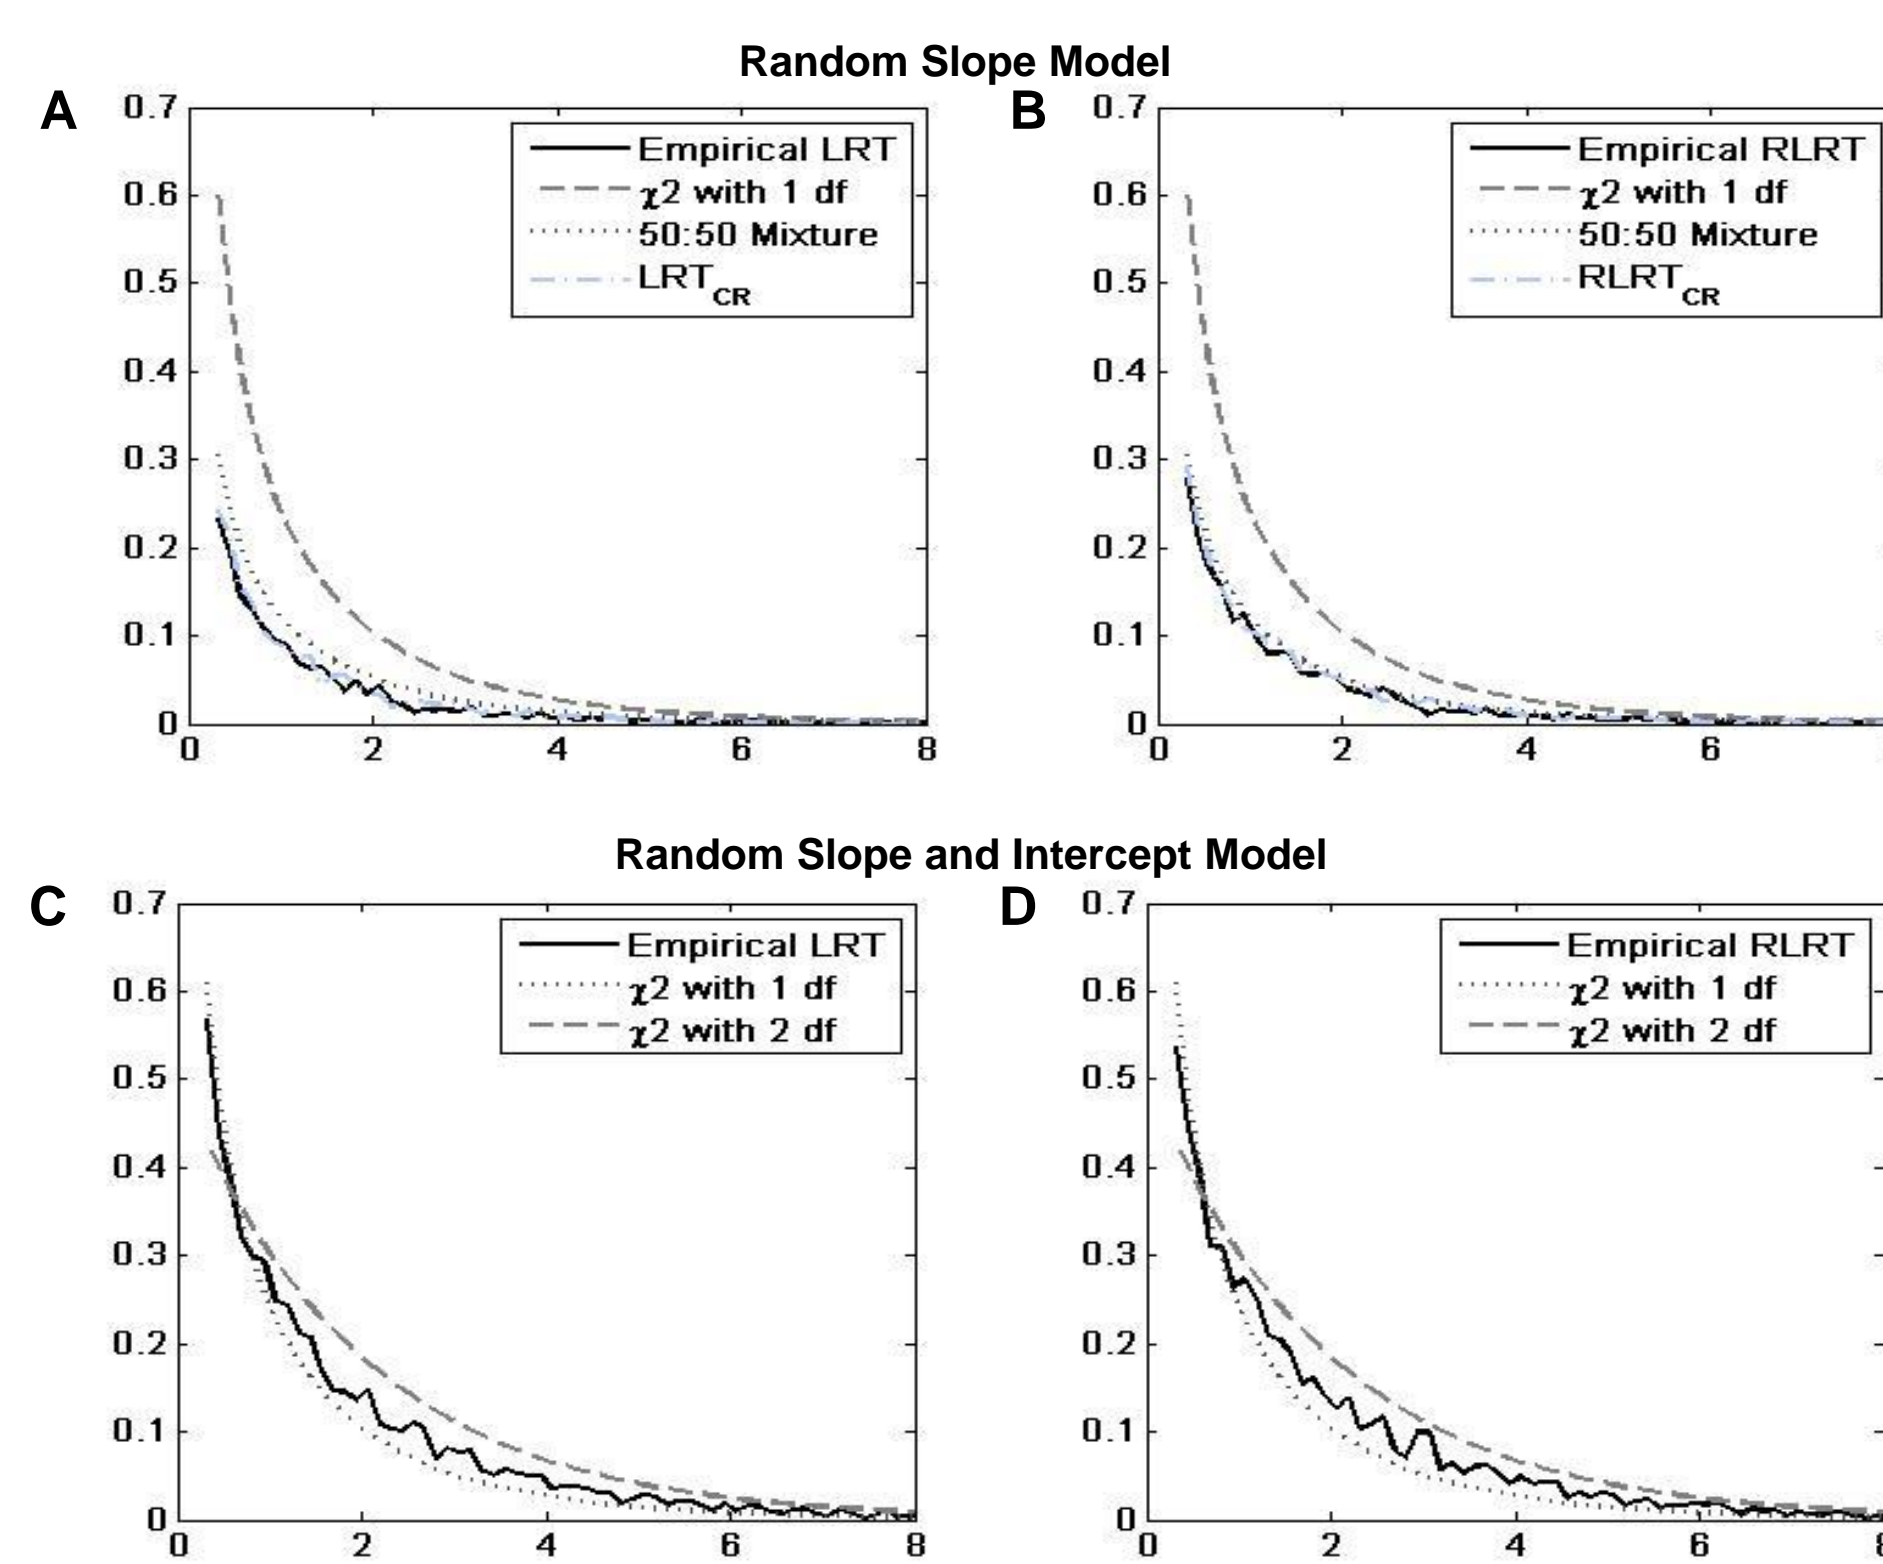 Random Slope Model
A
0.7
0.6
0.5
0.4
0.3
0.2
0.1
0
0 2 4 6 8
Empirical LRT
χ2 with 1 df
50:50 Mixture
LRT_CR
B
0.7
0.6
0.5
0.4
0.3
0.2
0.1
0
0 2 4 6
Empirical RLRT
χ2 with 1 df
50:50 Mixture
RLRT_CR
Random Slope and Intercept Model
C
0.7
0.6
0.5
0.4
0.3
0.2
0.1
0
0 2 4 6 8
Empirical LRT
χ2 with 1 df
χ2 with 2 df
D
0.7
0.6
0.5
0.4
0.3
0.2
0.1
0
0 2 4 6
Empirical RLRT
χ2 with 1 df
χ2 with 2 df